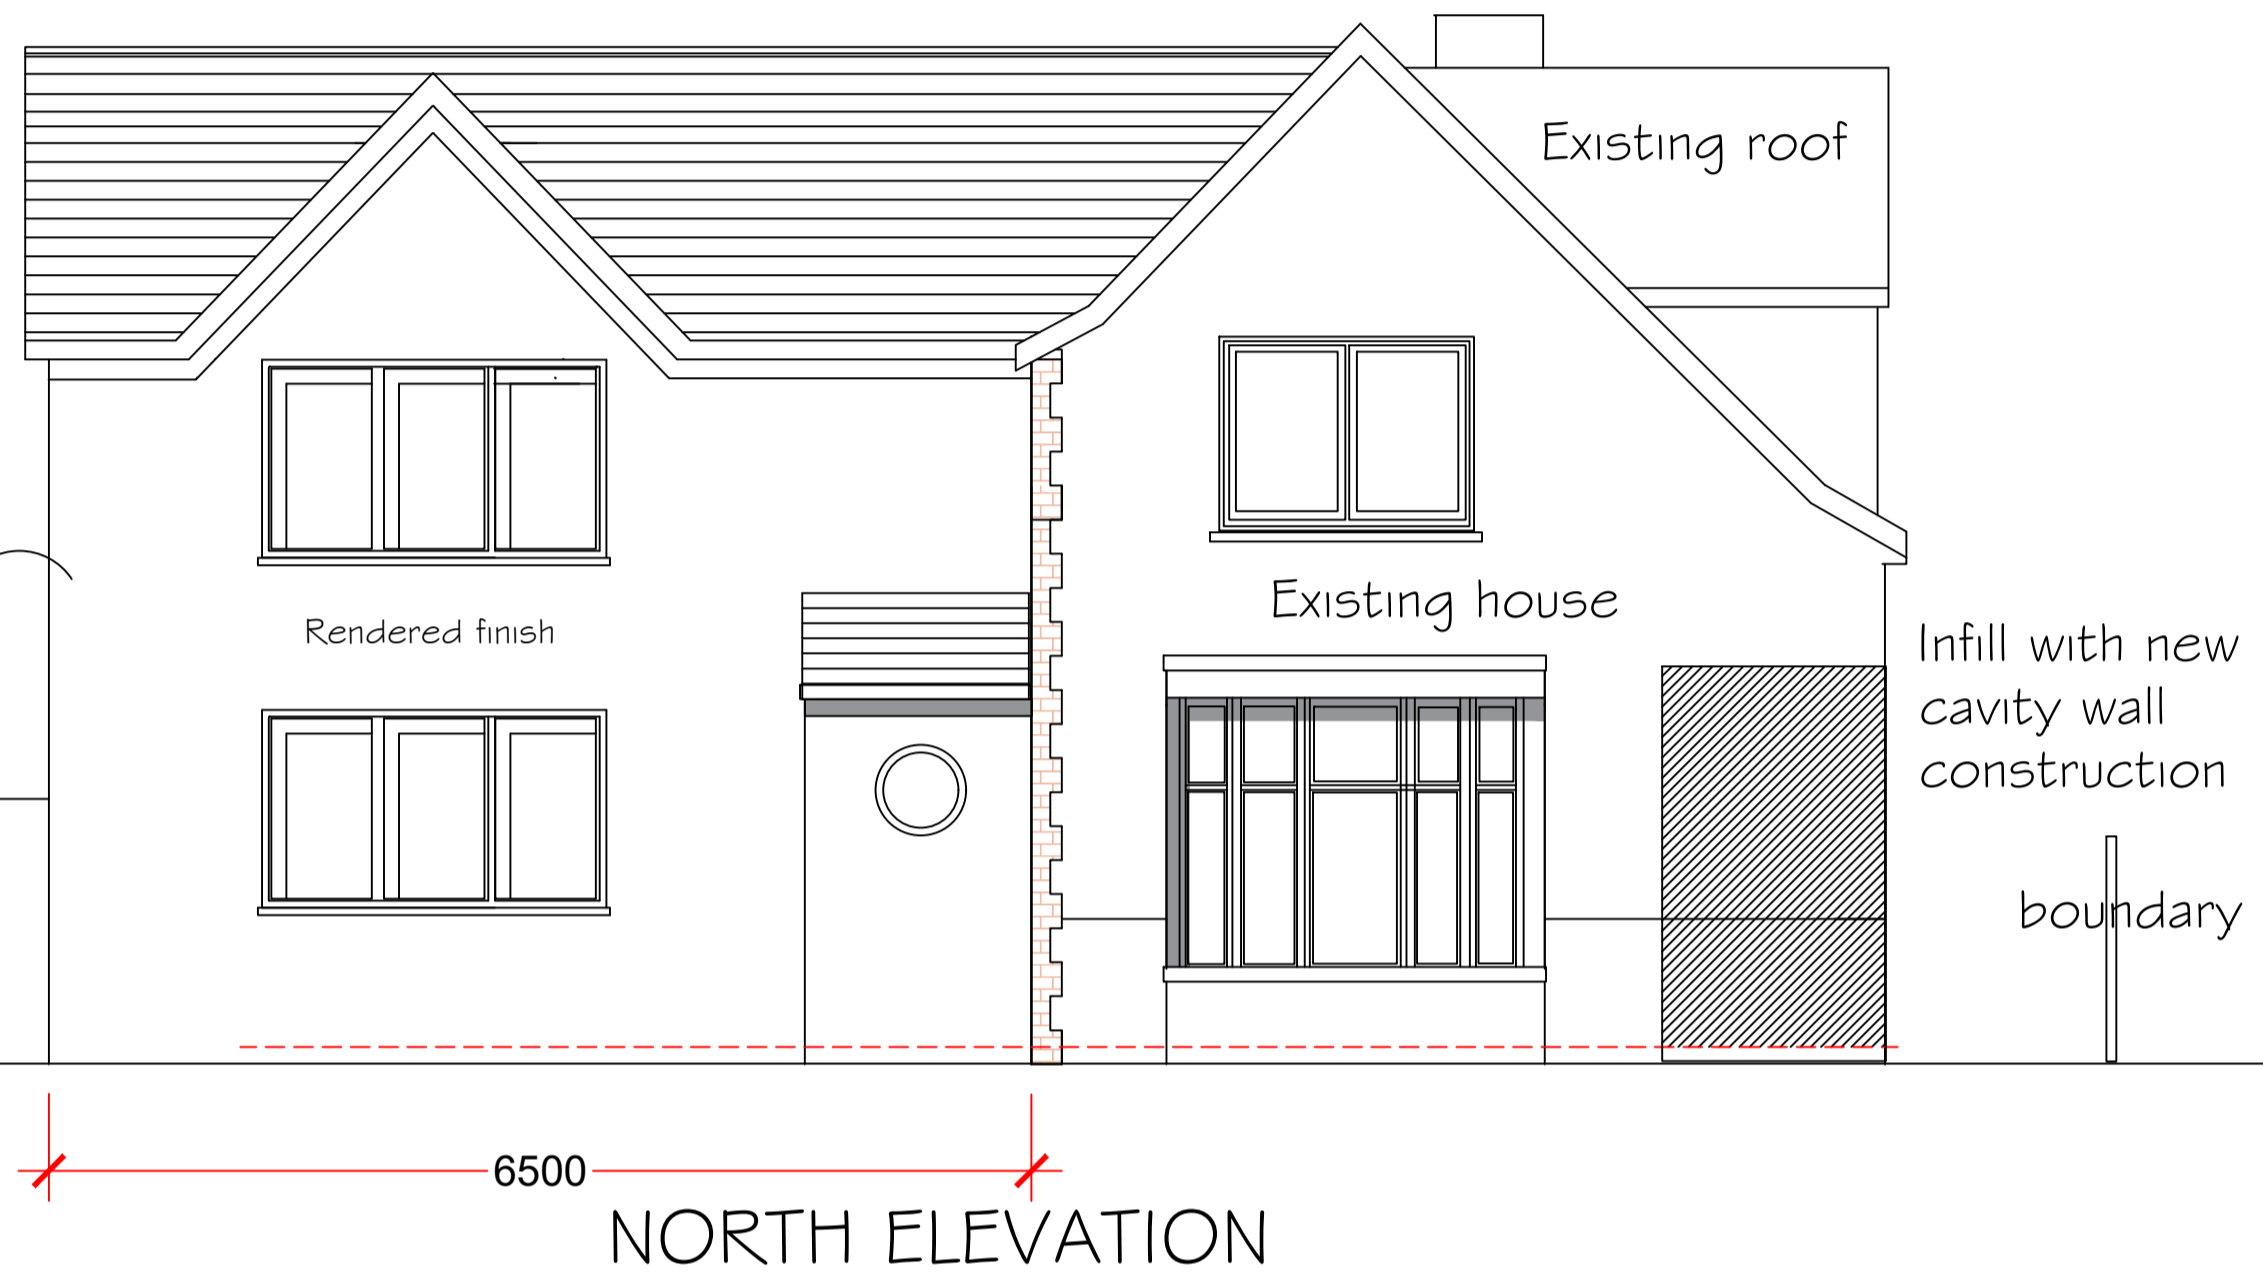 Existing roof
Existing house
Rendered finish
Infill with new
cavity wall
construction
boundary
6500
NORTH ELEVATION